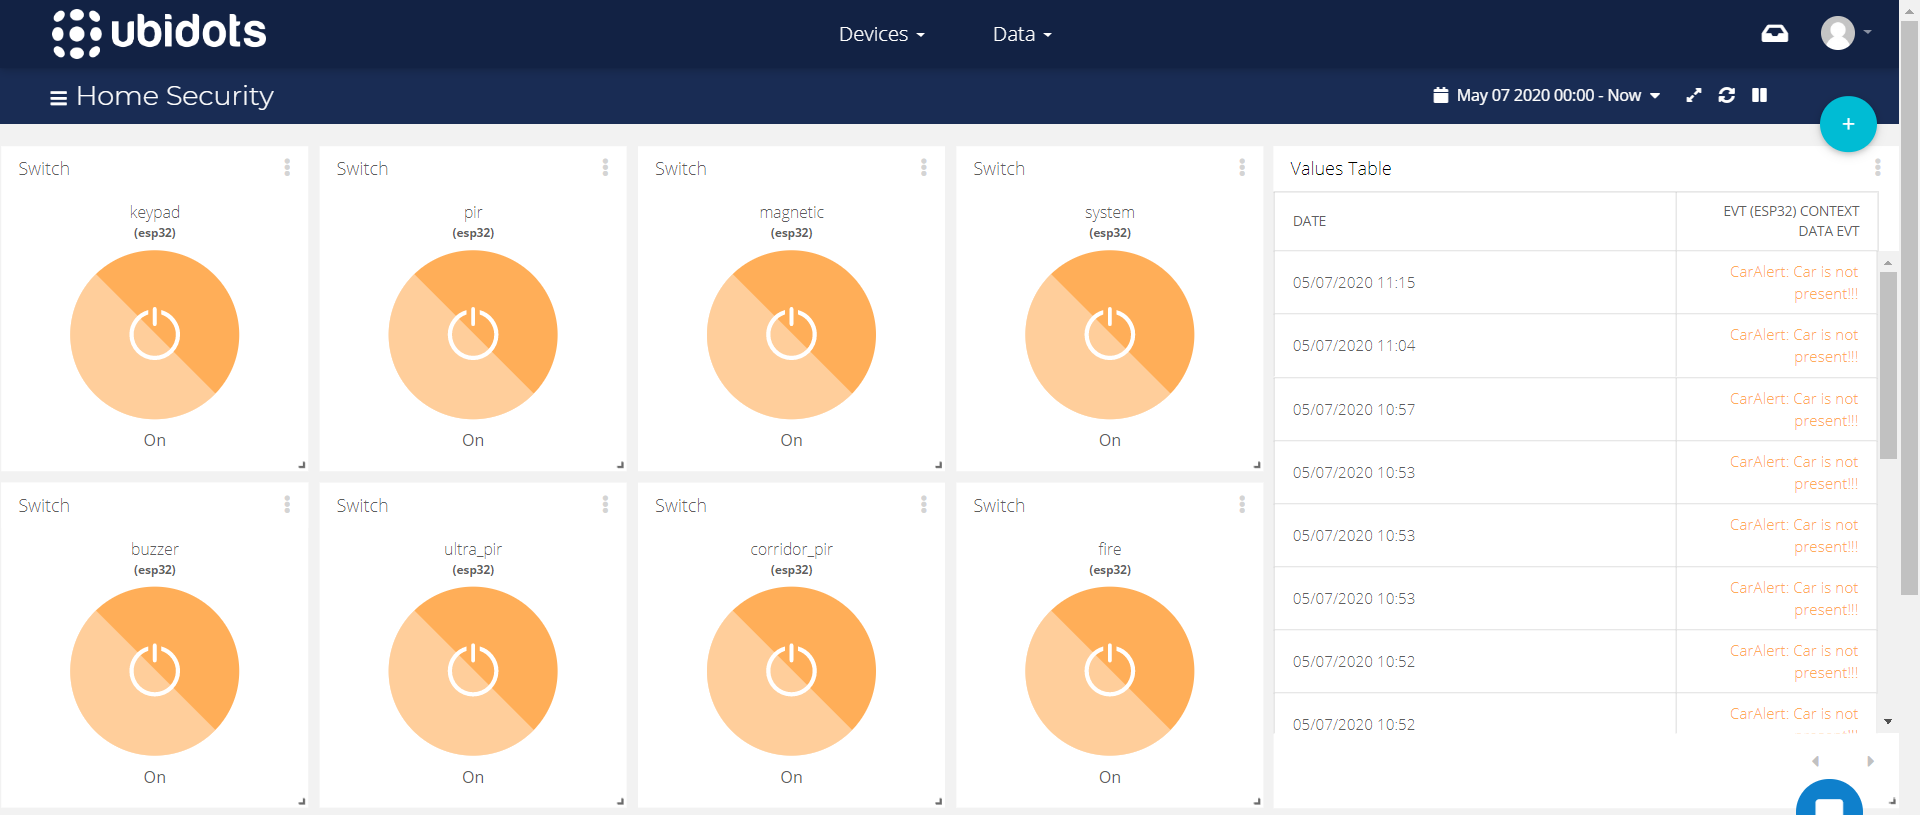 ubidots
Devices
Data
Home Security
May 07 2020 00:00 - Now
+
Switch
keypad
(esp32)
On
Switch
pir
(esp32)
On
Switch
magnetic
(esp32)
On
Switch
system
(esp32)
On
Switch
buzzer
(esp32)
On
Switch
ultra_pir
(esp32)
On
Switch
corridor_pir
(esp32)
On
Switch
fire
(esp32)
On
Values Table
DATE
EVT (ESP32) CONTEXT
DATA EVT
05/07/2020 11:15
CarAlert: Car is not
present!!!
05/07/2020 11:04
CarAlert: Car is not
present!!!
05/07/2020 10:57
CarAlert: Car is not
present!!!
05/07/2020 10:53
CarAlert: Car is not
present!!!
05/07/2020 10:53
CarAlert: Car is not
present!!!
05/07/2020 10:53
CarAlert: Car is not
present!!!
05/07/2020 10:52
CarAlert: Car is not
present!!!
05/07/2020 10:52
CarAlert: Car is not